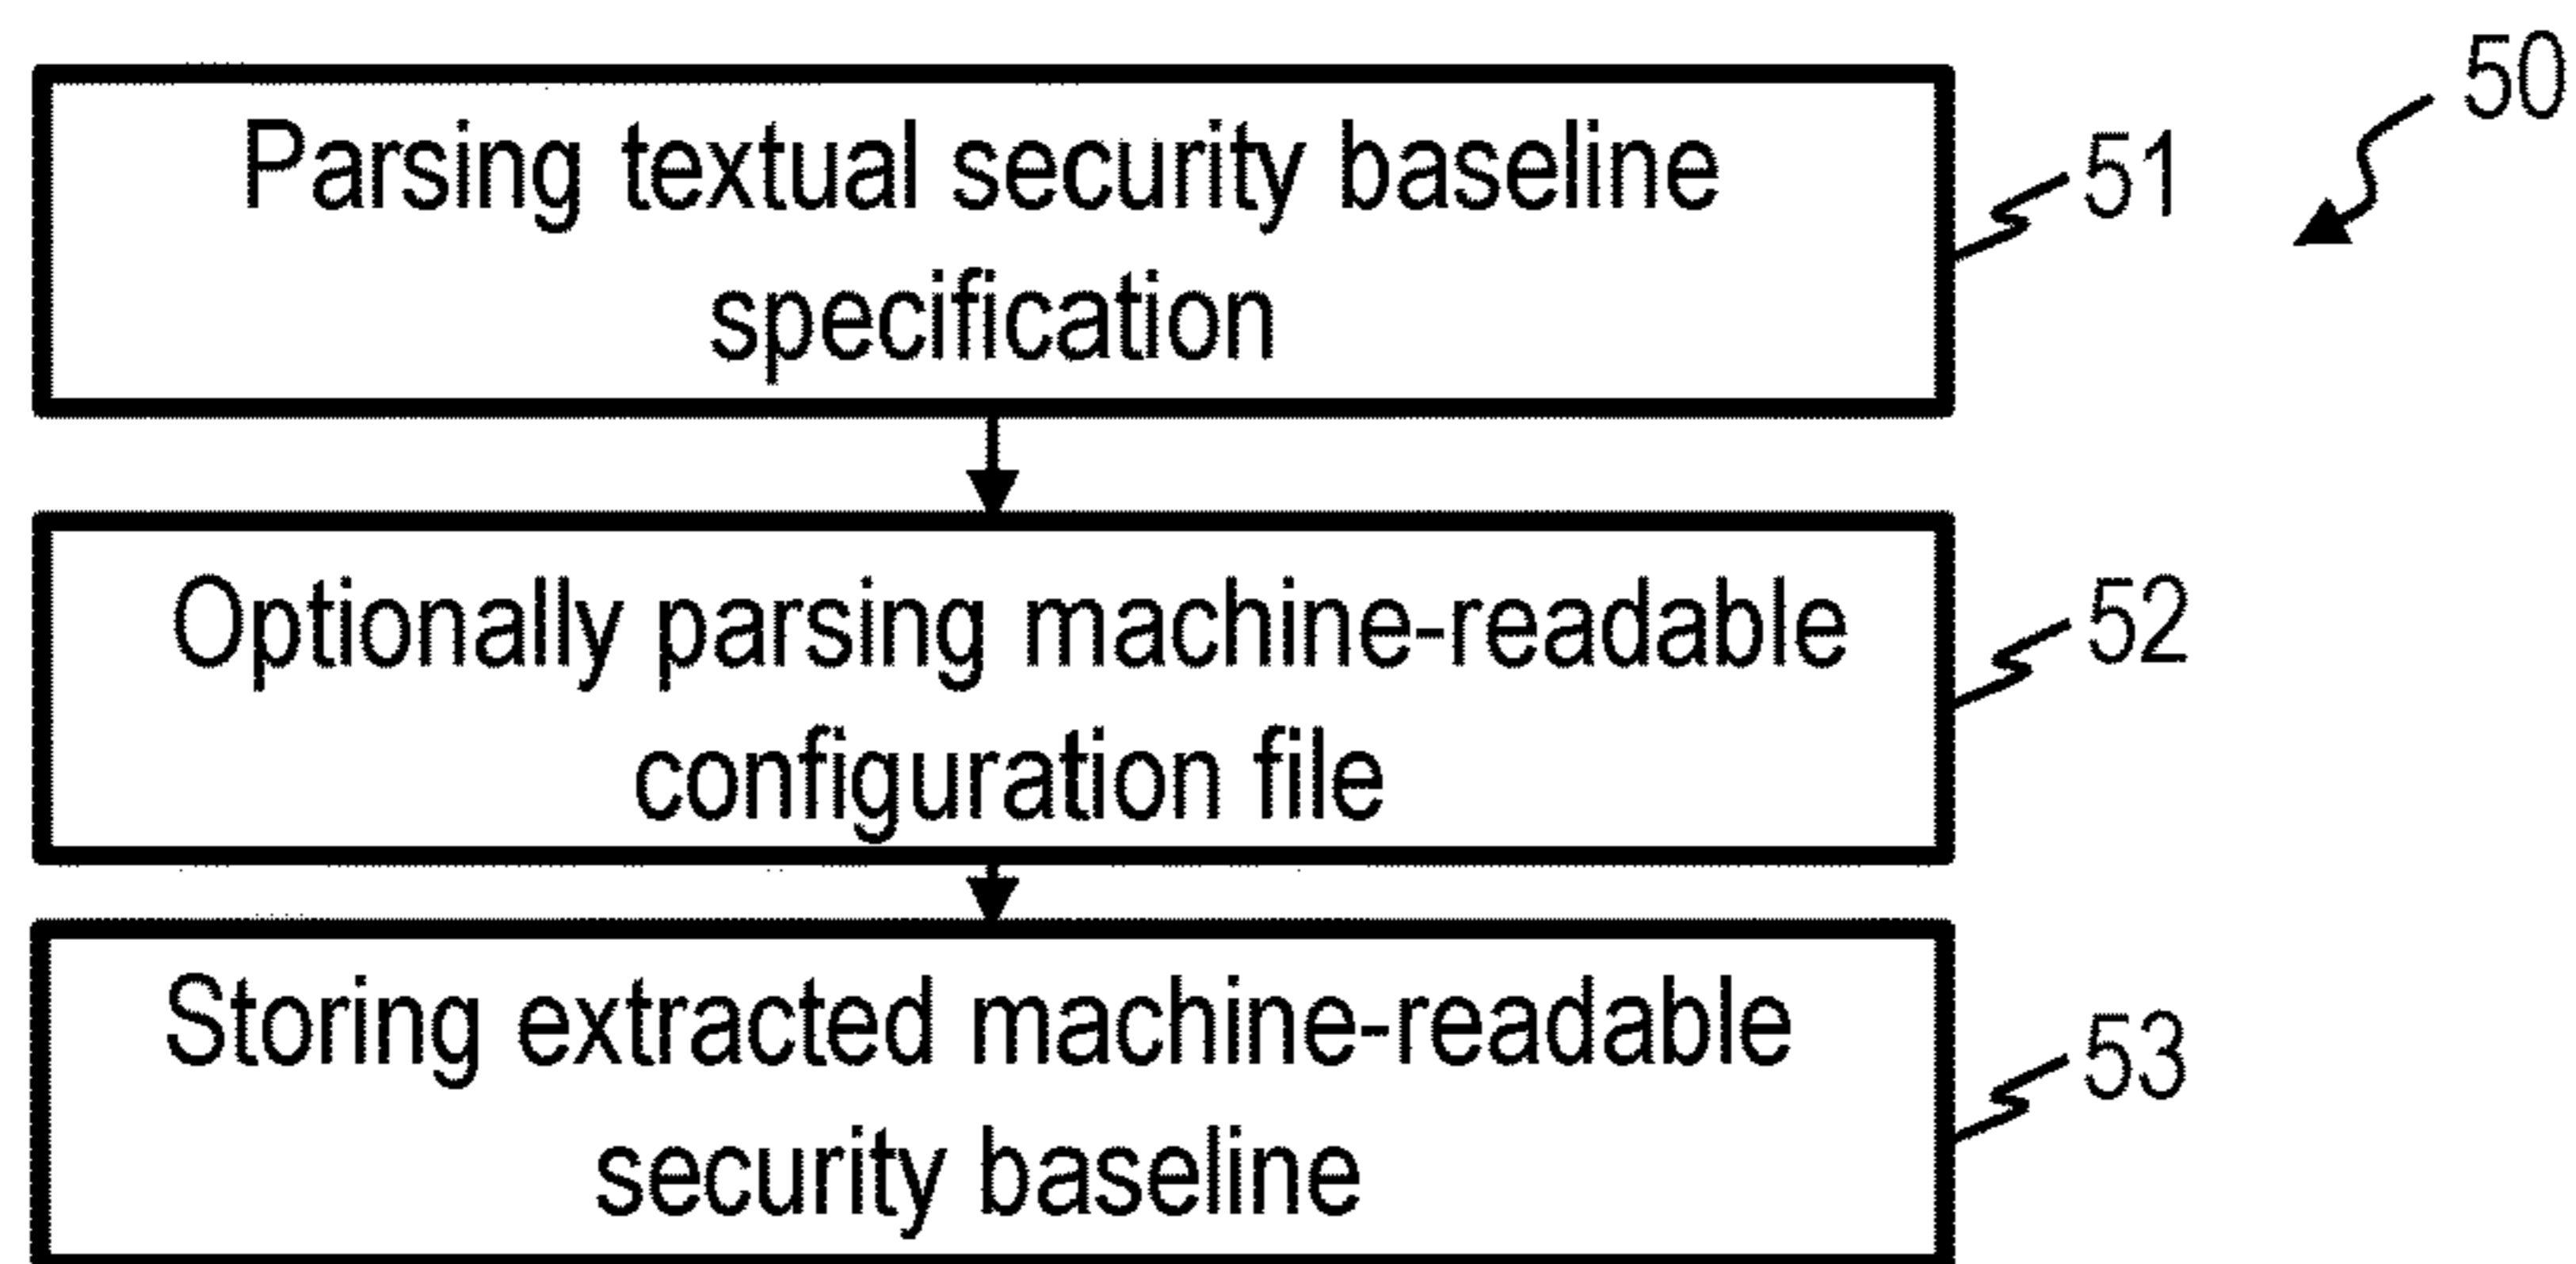 50
Parsing textual security baseline
specification
51
Optionally parsing machine-readable
configuration file
52
Storing extracted machine-readable
security baseline
53